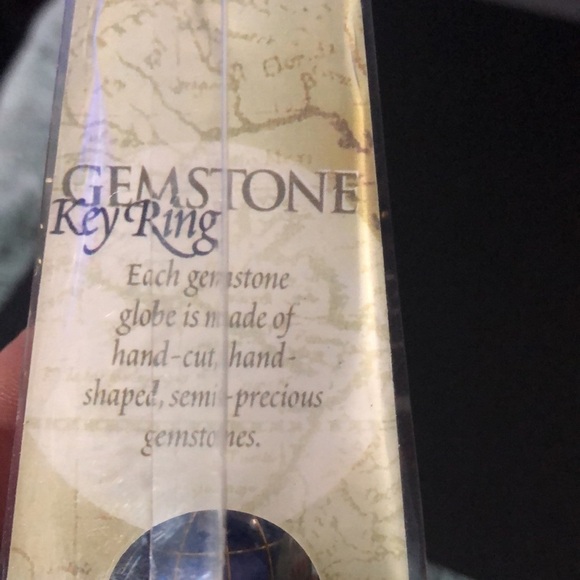 GEMSTONE
Key Ring
Each gemstone
globe is made of
hand-cut, hand-
shaped, semi-precious
gemstones.